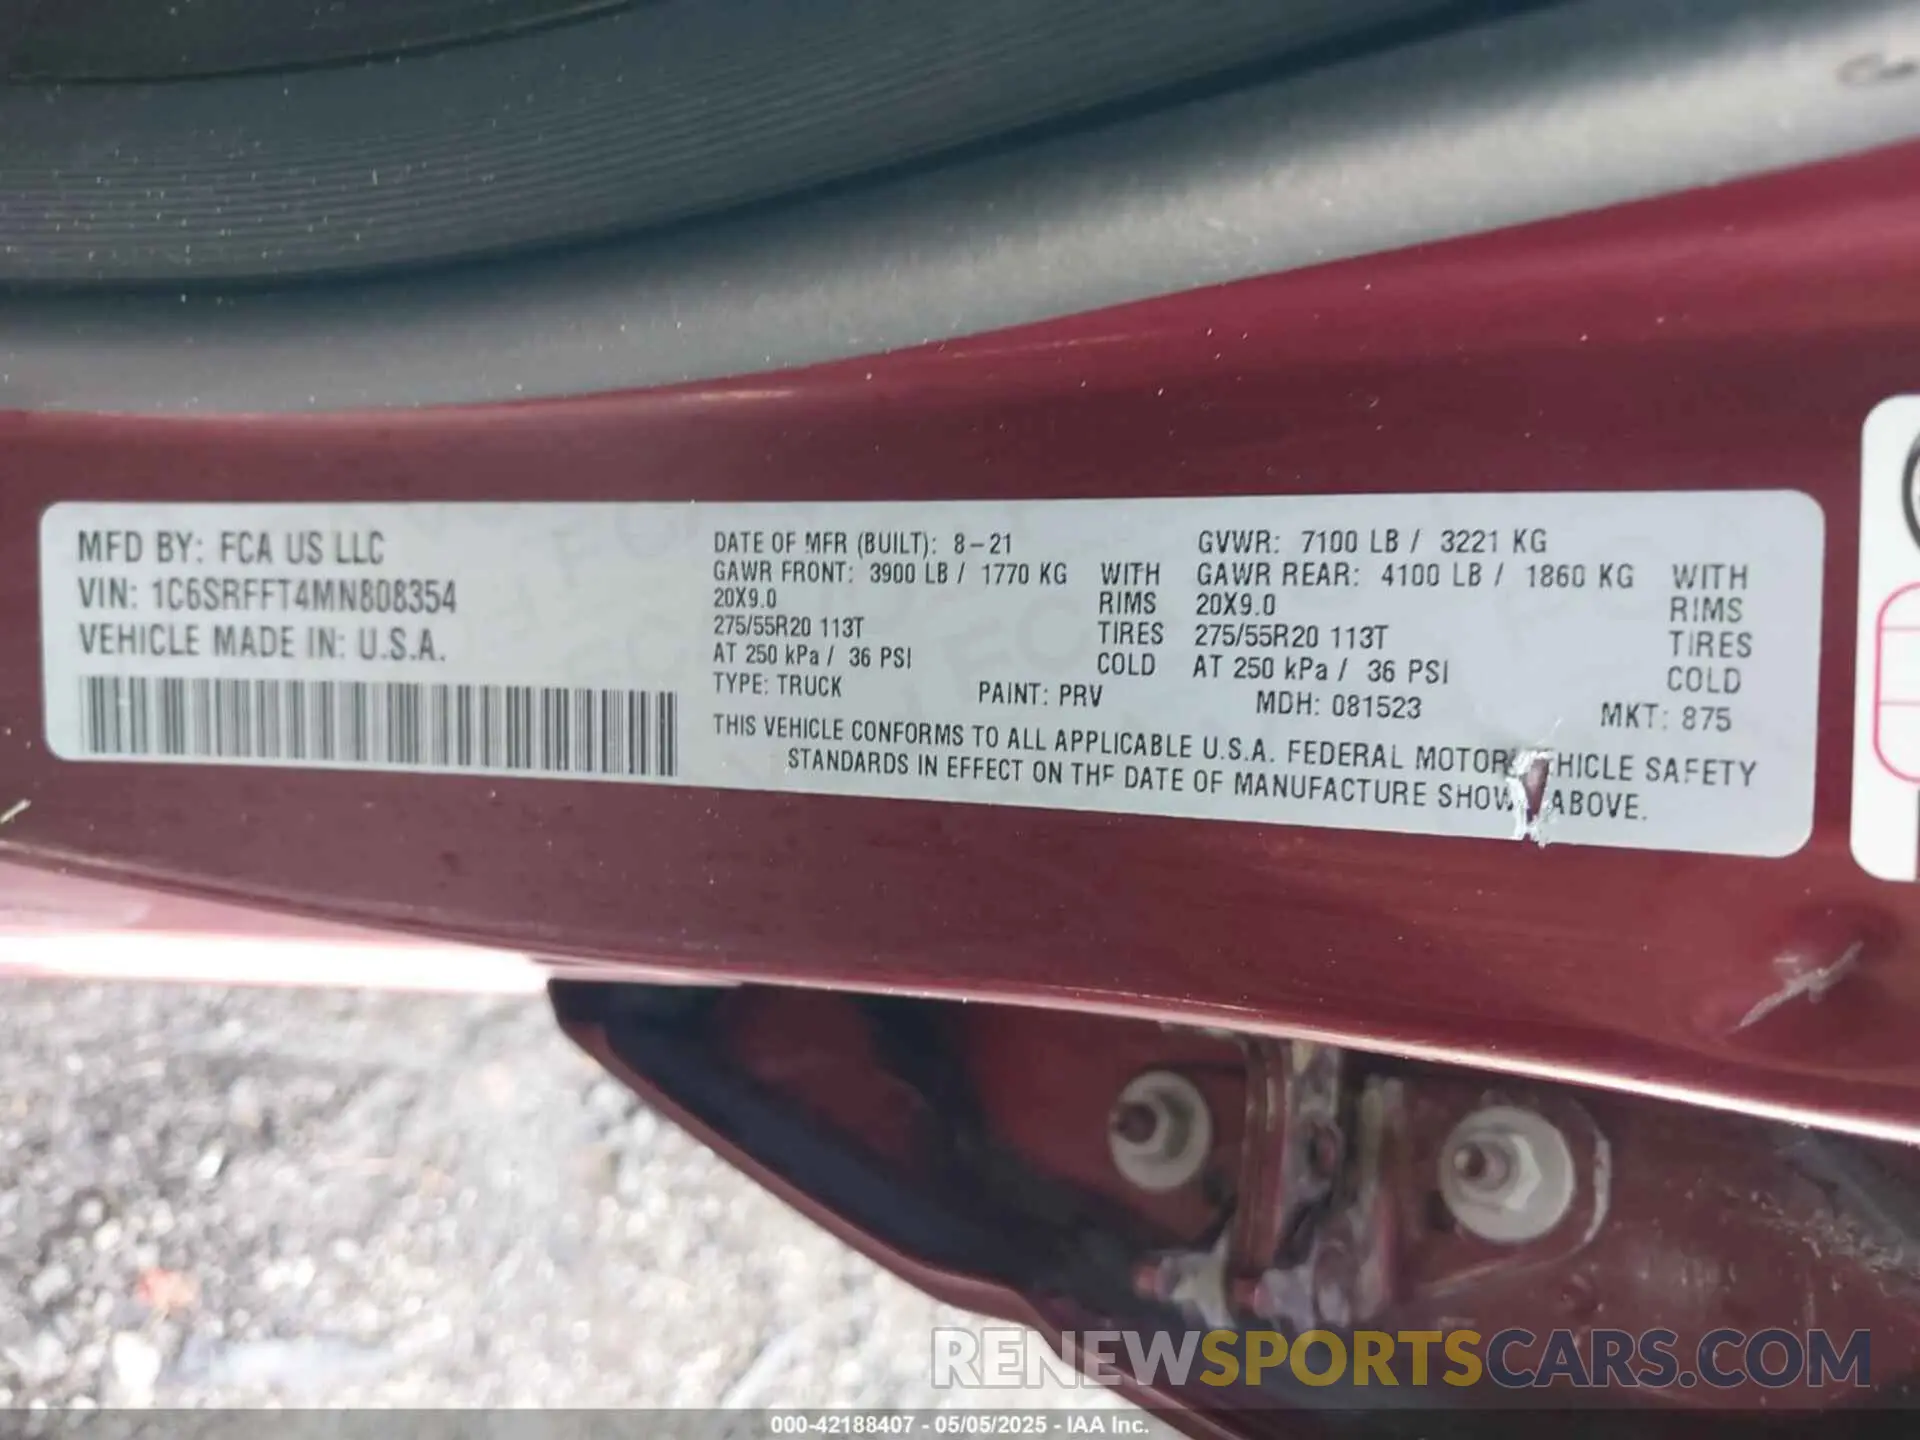 MFD BY: FCA US LLC
VIN: 1C6SRFFT4MN808354
VEHICLE MADE IN: U.S.A.
DATE OF MFR (BUILT): 8-21
GAWR FRONT: 3900 LB / 1770 KG WITH
20X9.0 RIMS
275/55R20 113T TIRES
AT 250 kPa / 36 PSI COLD
TYPE: TRUCK
GVWR: 7100 LB / 3221 KG
GAWR REAR: 4100 LB / 1860 KG WITH
20X9.0 RIMS
275/55R20 113T TIRES
AT 250 kPa / 36 PSI COLD
PAINT: PRV MDH: 081523 MKT: 875
THIS VEHICLE CONFORMS TO ALL APPLICABLE U.S.A. FEDERAL MOTOR VEHICLE SAFETY
STANDARDS IN EFFECT ON THE DATE OF MANUFACTURE SHOW ABOVE.
RENEWSPORTSCARS.COM
000-42188407 - 05/05/2025 - IAA Inc.